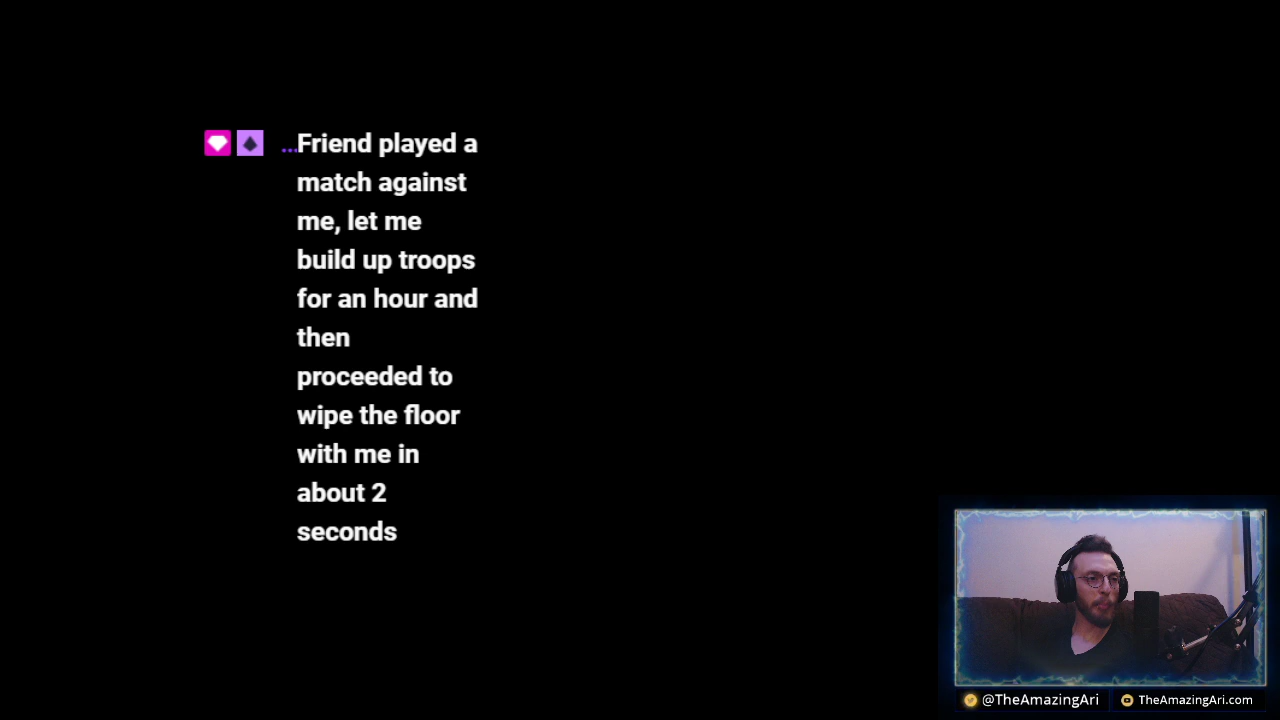 ...Friend played a
match against
me, let me
build up troops
for an hour and
then
proceeded to
wipe the floor
with me in
about 2
seconds
@TheAmazingAri
TheAmazingAri.com